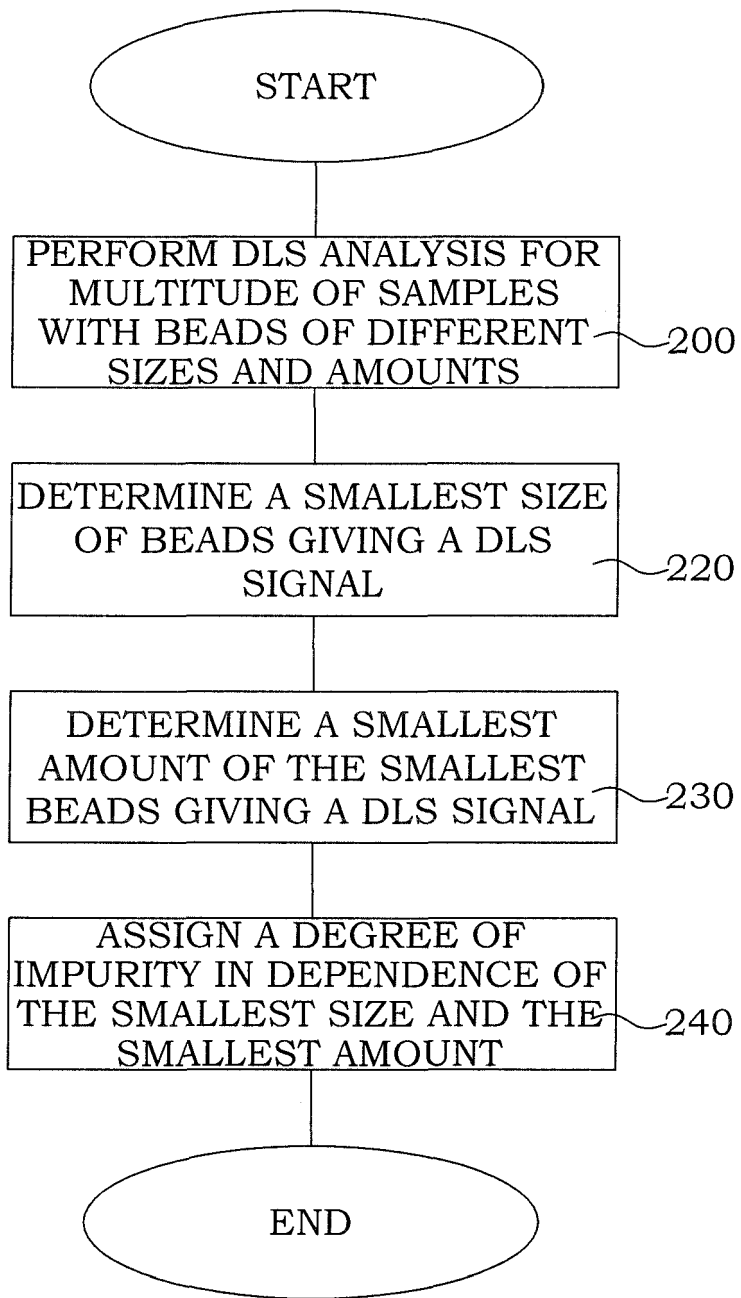 START
PERFORM DLS ANALYSIS FOR
MULTITUDE OF SAMPLES
WITH BEADS OF DIFFERENT
SIZES AND AMOUNTS
200
DETERMINE A SMALLEST SIZE
OF BEADS GIVING A DLS
SIGNAL
220
DETERMINE A SMALLEST
AMOUNT OF THE SMALLEST
BEADS GIVING A DLS SIGNAL
230
ASSIGN A DEGREE OF
IMPURITY IN DEPENDENCE OF
THE SMALLEST SIZE AND THE
SMALLEST AMOUNT
240
END